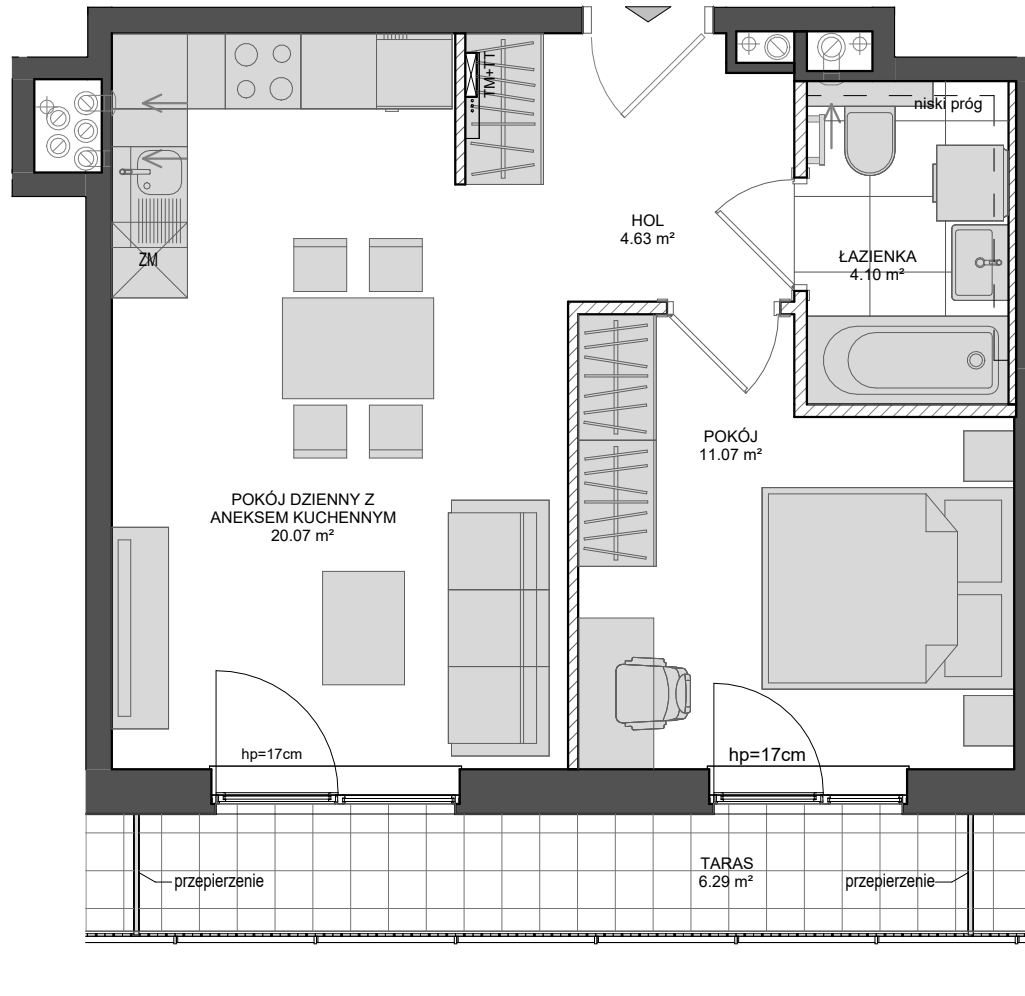 TM+TT
niski próg
HOL
4.63 m²
ŁAZIENKA
4.10 m²
ZM
POKÓJ
11.07 m²
POKÓJ DZIENNY Z
ANEKSEM KUCHENNYM
20.07 m²
hp=17cm
hp=17cm
TARAS
6.29 m²
przepierzenie
przepierzenie